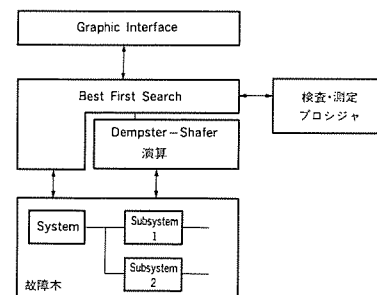 Graphic Interface
Best First Search
検査・測定
プロシジャ
Dempster-Shafer
演算
System
Subsystem
1
Subsystem
2
故障木